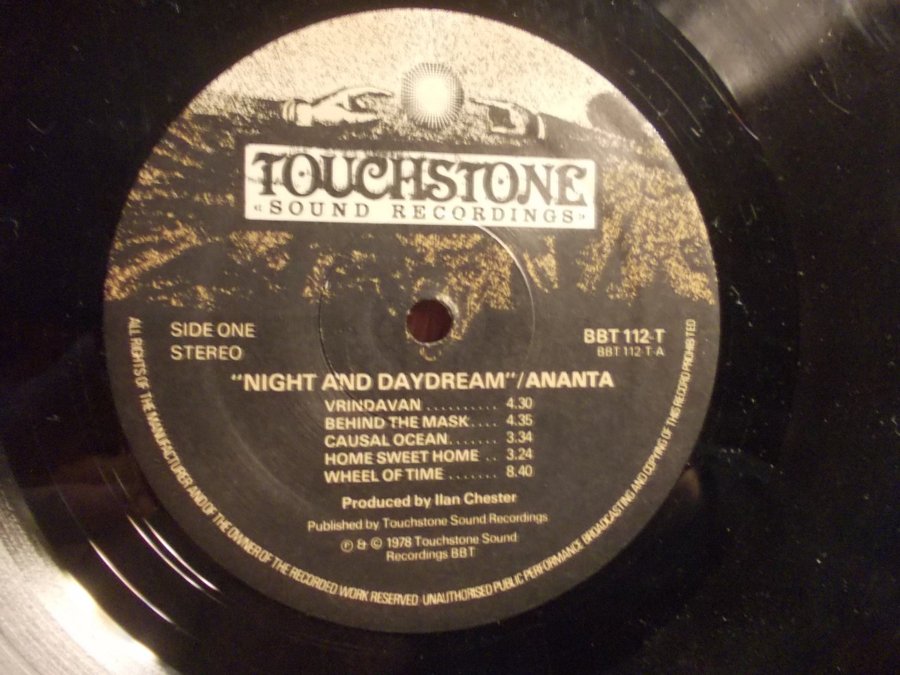 TOUCHSTONE
«SOUND RECORDINGS»
SIDE ONE
STEREO
BBT 112-T
BBT 112-T-A
"NIGHT AND DAYDREAM"/ANANTA
VRINDAVAN .......... 4.30
BEHIND THE MASK.... 4.35
CAUSAL OCEAN....... 3.34
HOME SWEET HOME .. 3.24
WHEEL OF TIME ....... 8.40
Produced by Ilan Chester
Published by Touchstone Sound Recordings
℗ & © 1978 Touchstone Sound
Recordings BBT
ALL RIGHTS OF THE MANUFACTURER AND OF THE OWNER OF THE RECORDED WORK RESERVED · UNAUTHORISED PUBLIC PERFORMANCE BROADCASTING AND COPYING OF THIS RECORD PROHIBITED